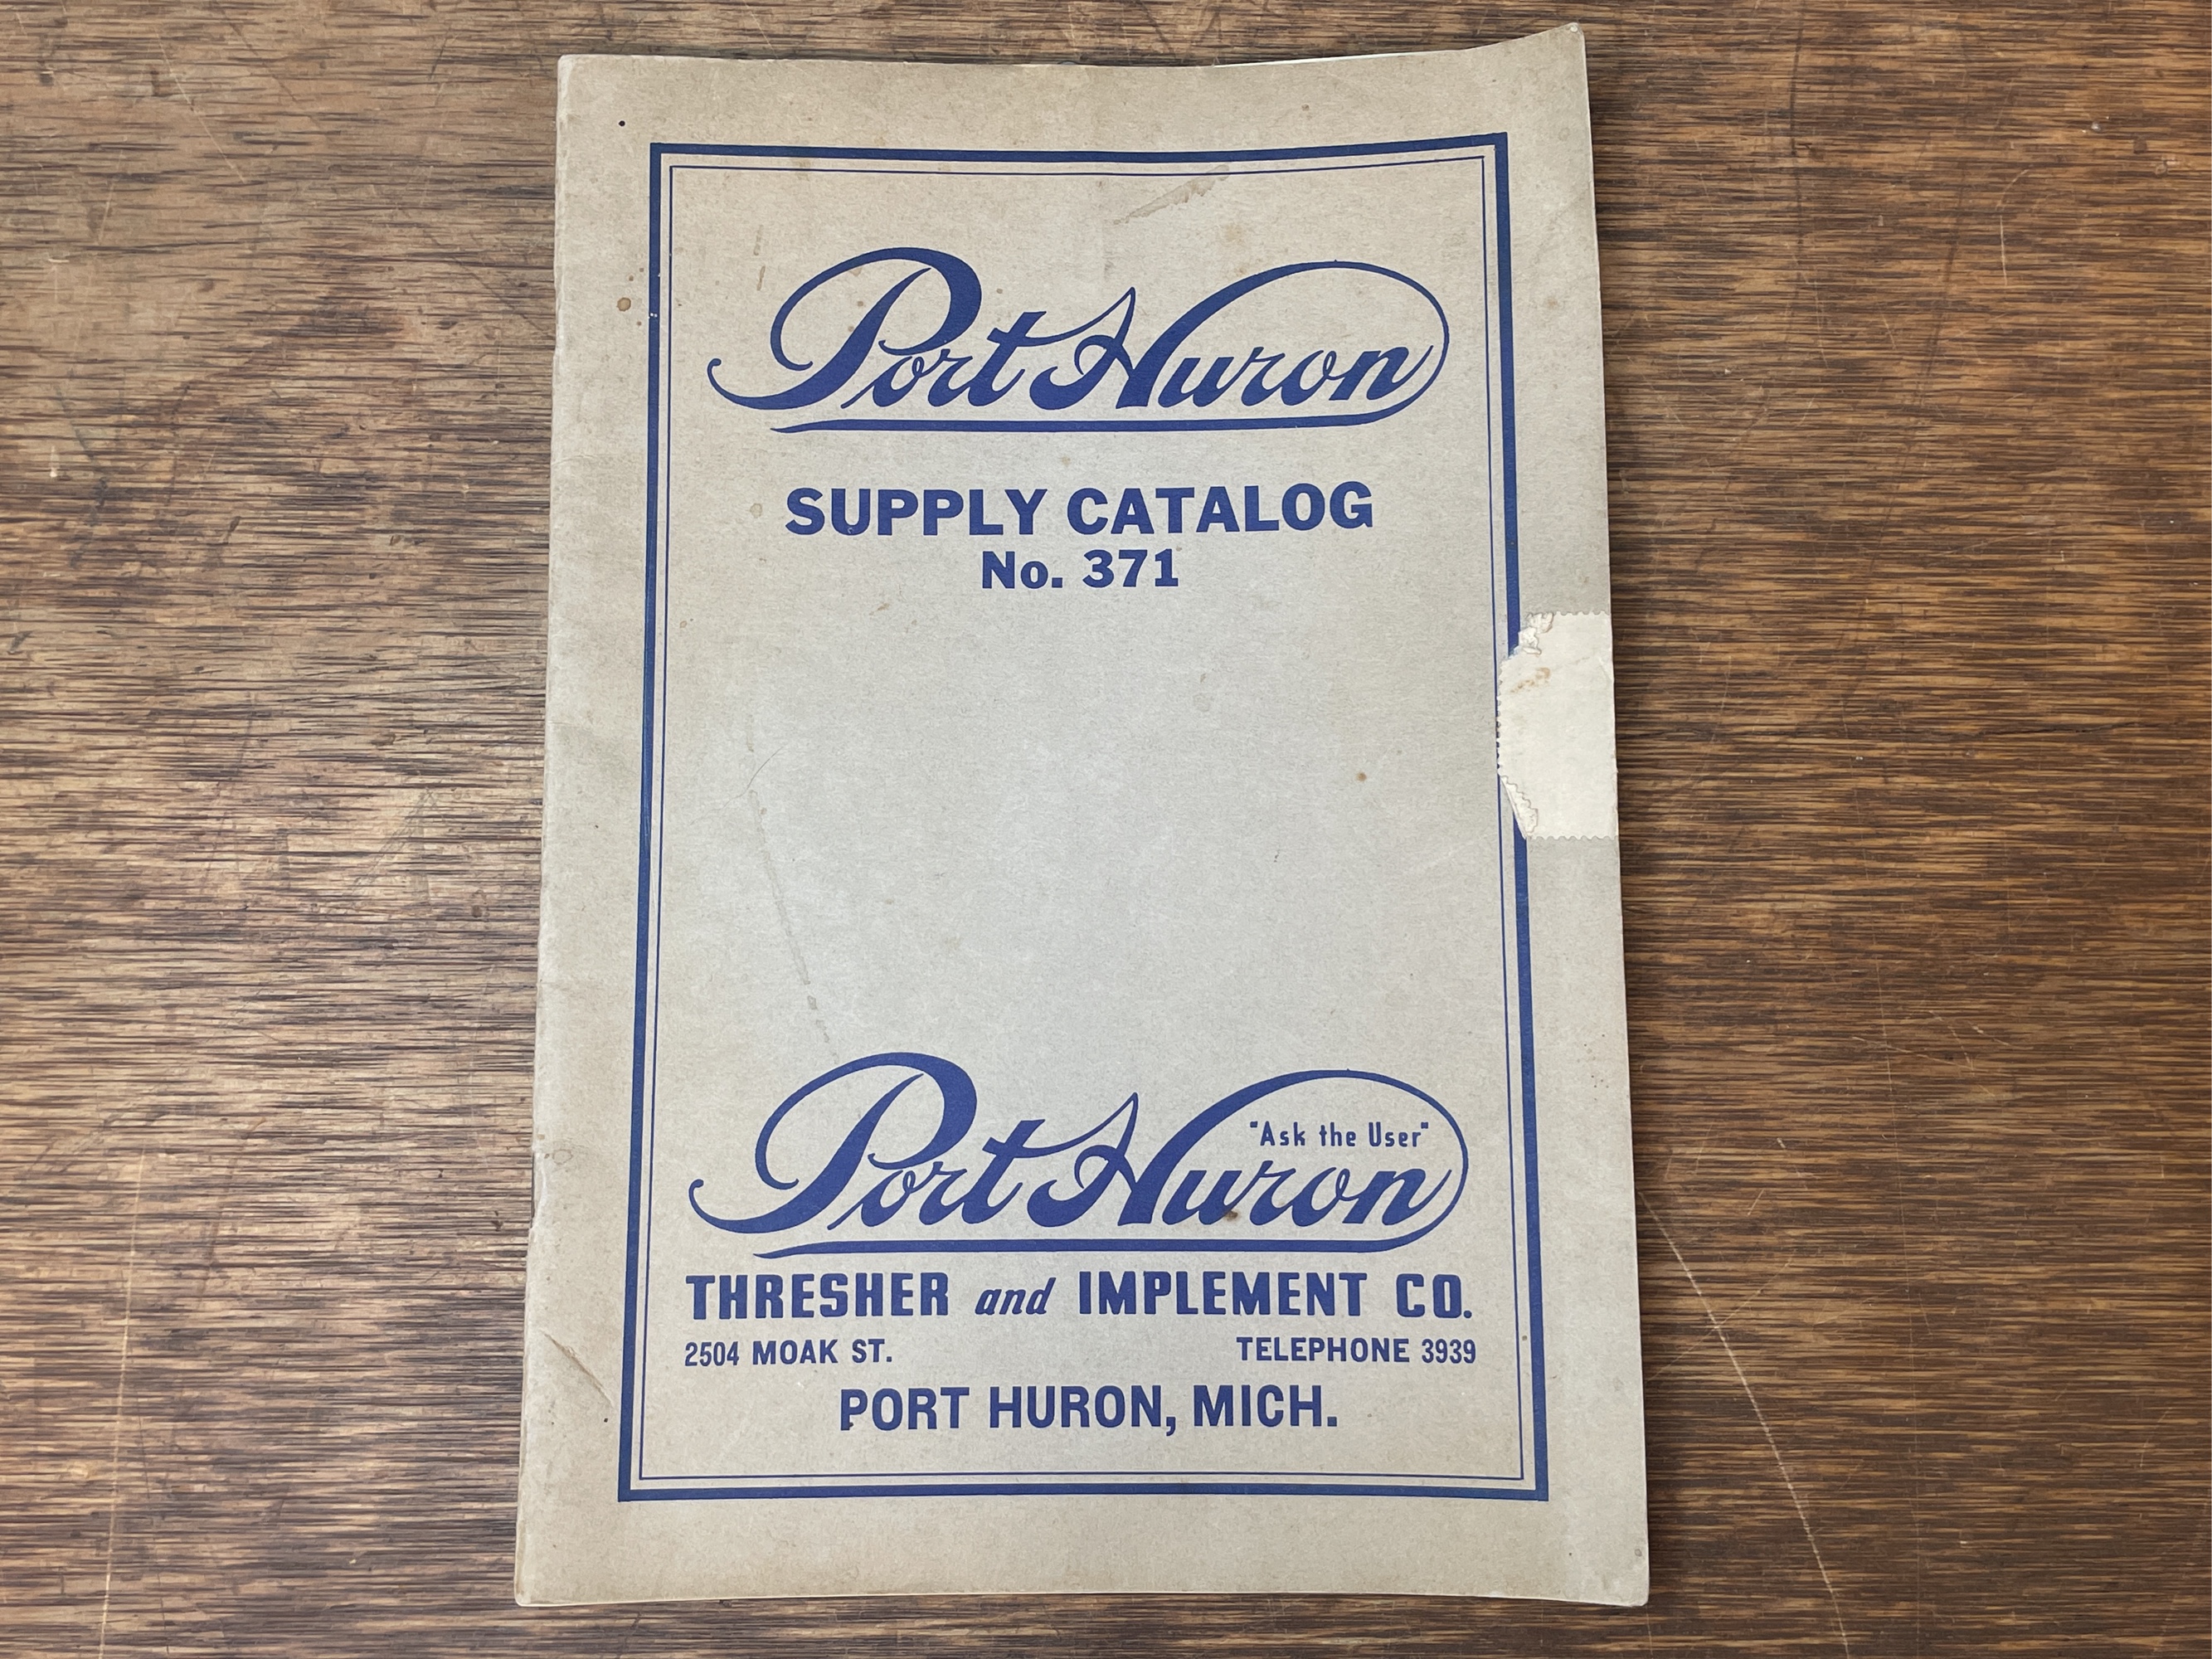 Port Huron
SUPPLY CATALOG
No. 371
"Ask the User"
Port Huron
THRESHER and IMPLEMENT CO.
2504 MOAK ST. TELEPHONE 3939
PORT HURON, MICH.